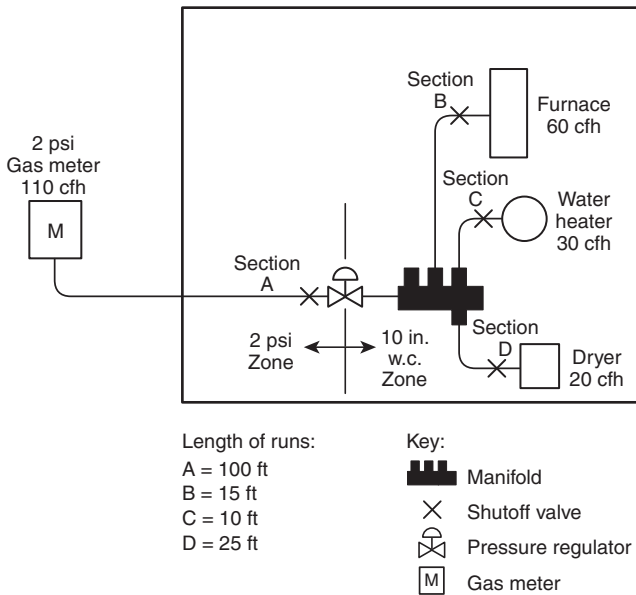 Section
B
Furnace
60 cfh
2 psi
Gas meter
110 cfh
M
Section
C
Water
heater
30 cfh
Section
A
2 psi
Zone
10 in.
w.c.
Zone
Section
D
Dryer
20 cfh
Length of runs:
A = 100 ft
B = 15 ft
C = 10 ft
D = 25 ft
Key:
Manifold
Shutoff valve
Pressure regulator
M
Gas meter